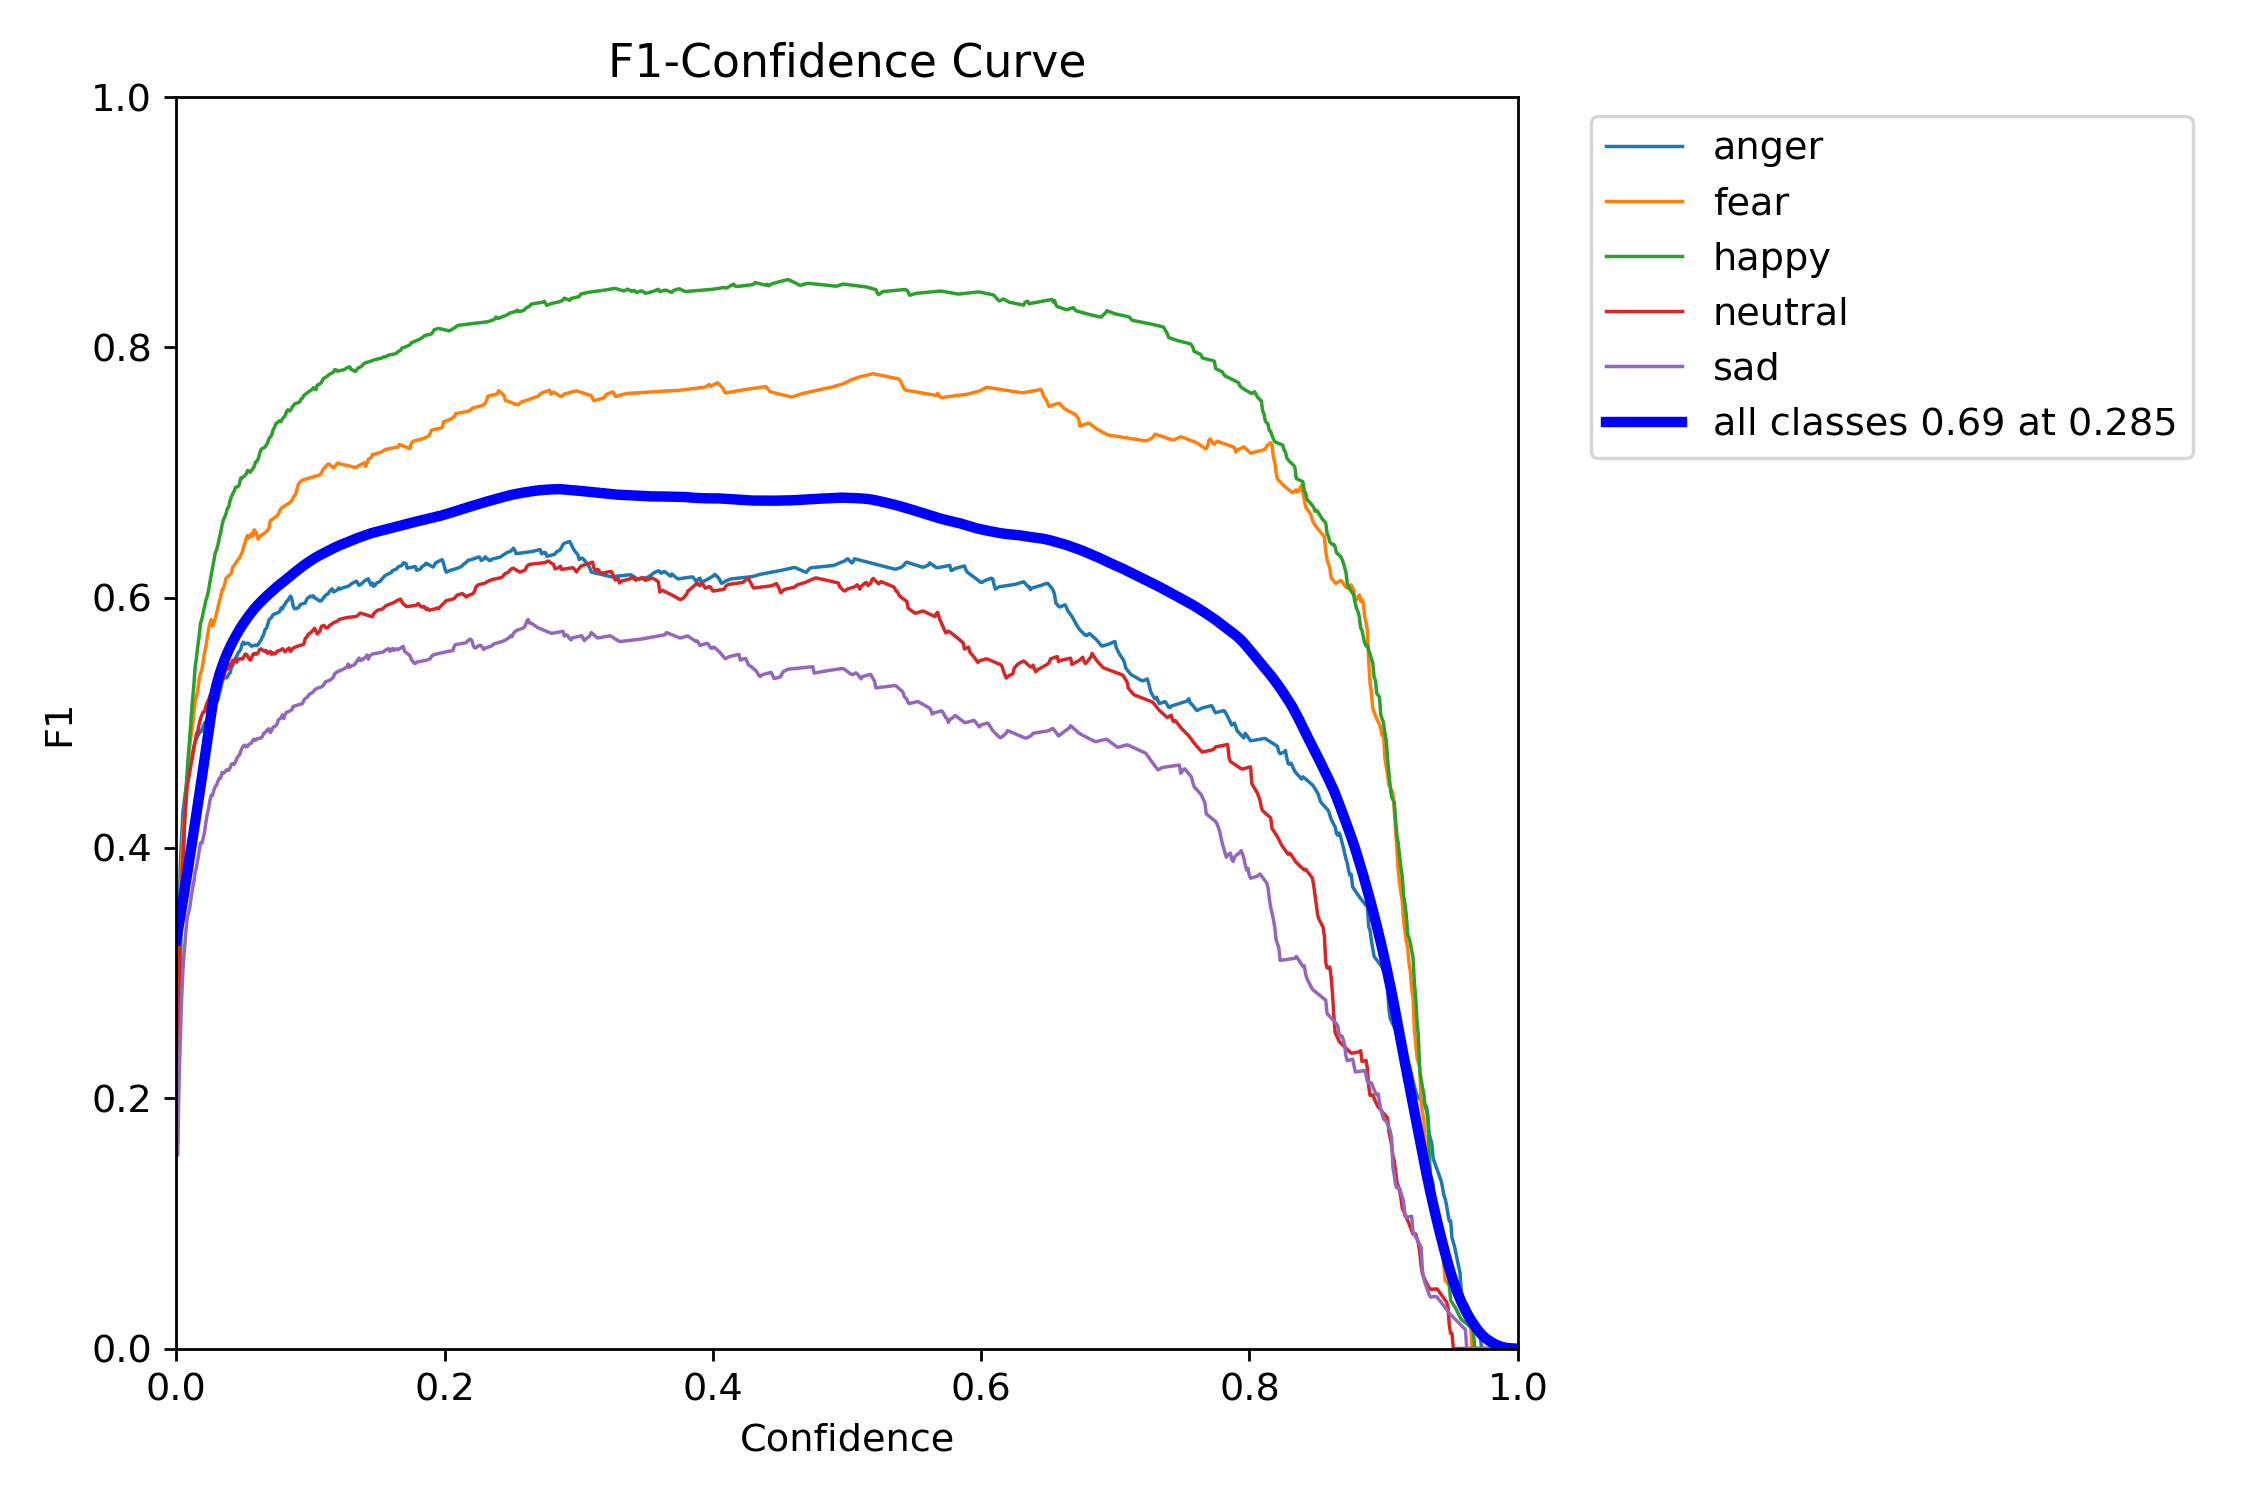 F1-Confidence Curve
1.0
0.8
0.6
0.4
0.2
0.0
F1
0.0 0.2 0.4 0.6 0.8 1.0
Confidence
anger
fear
happy
neutral
sad
all classes 0.69 at 0.285